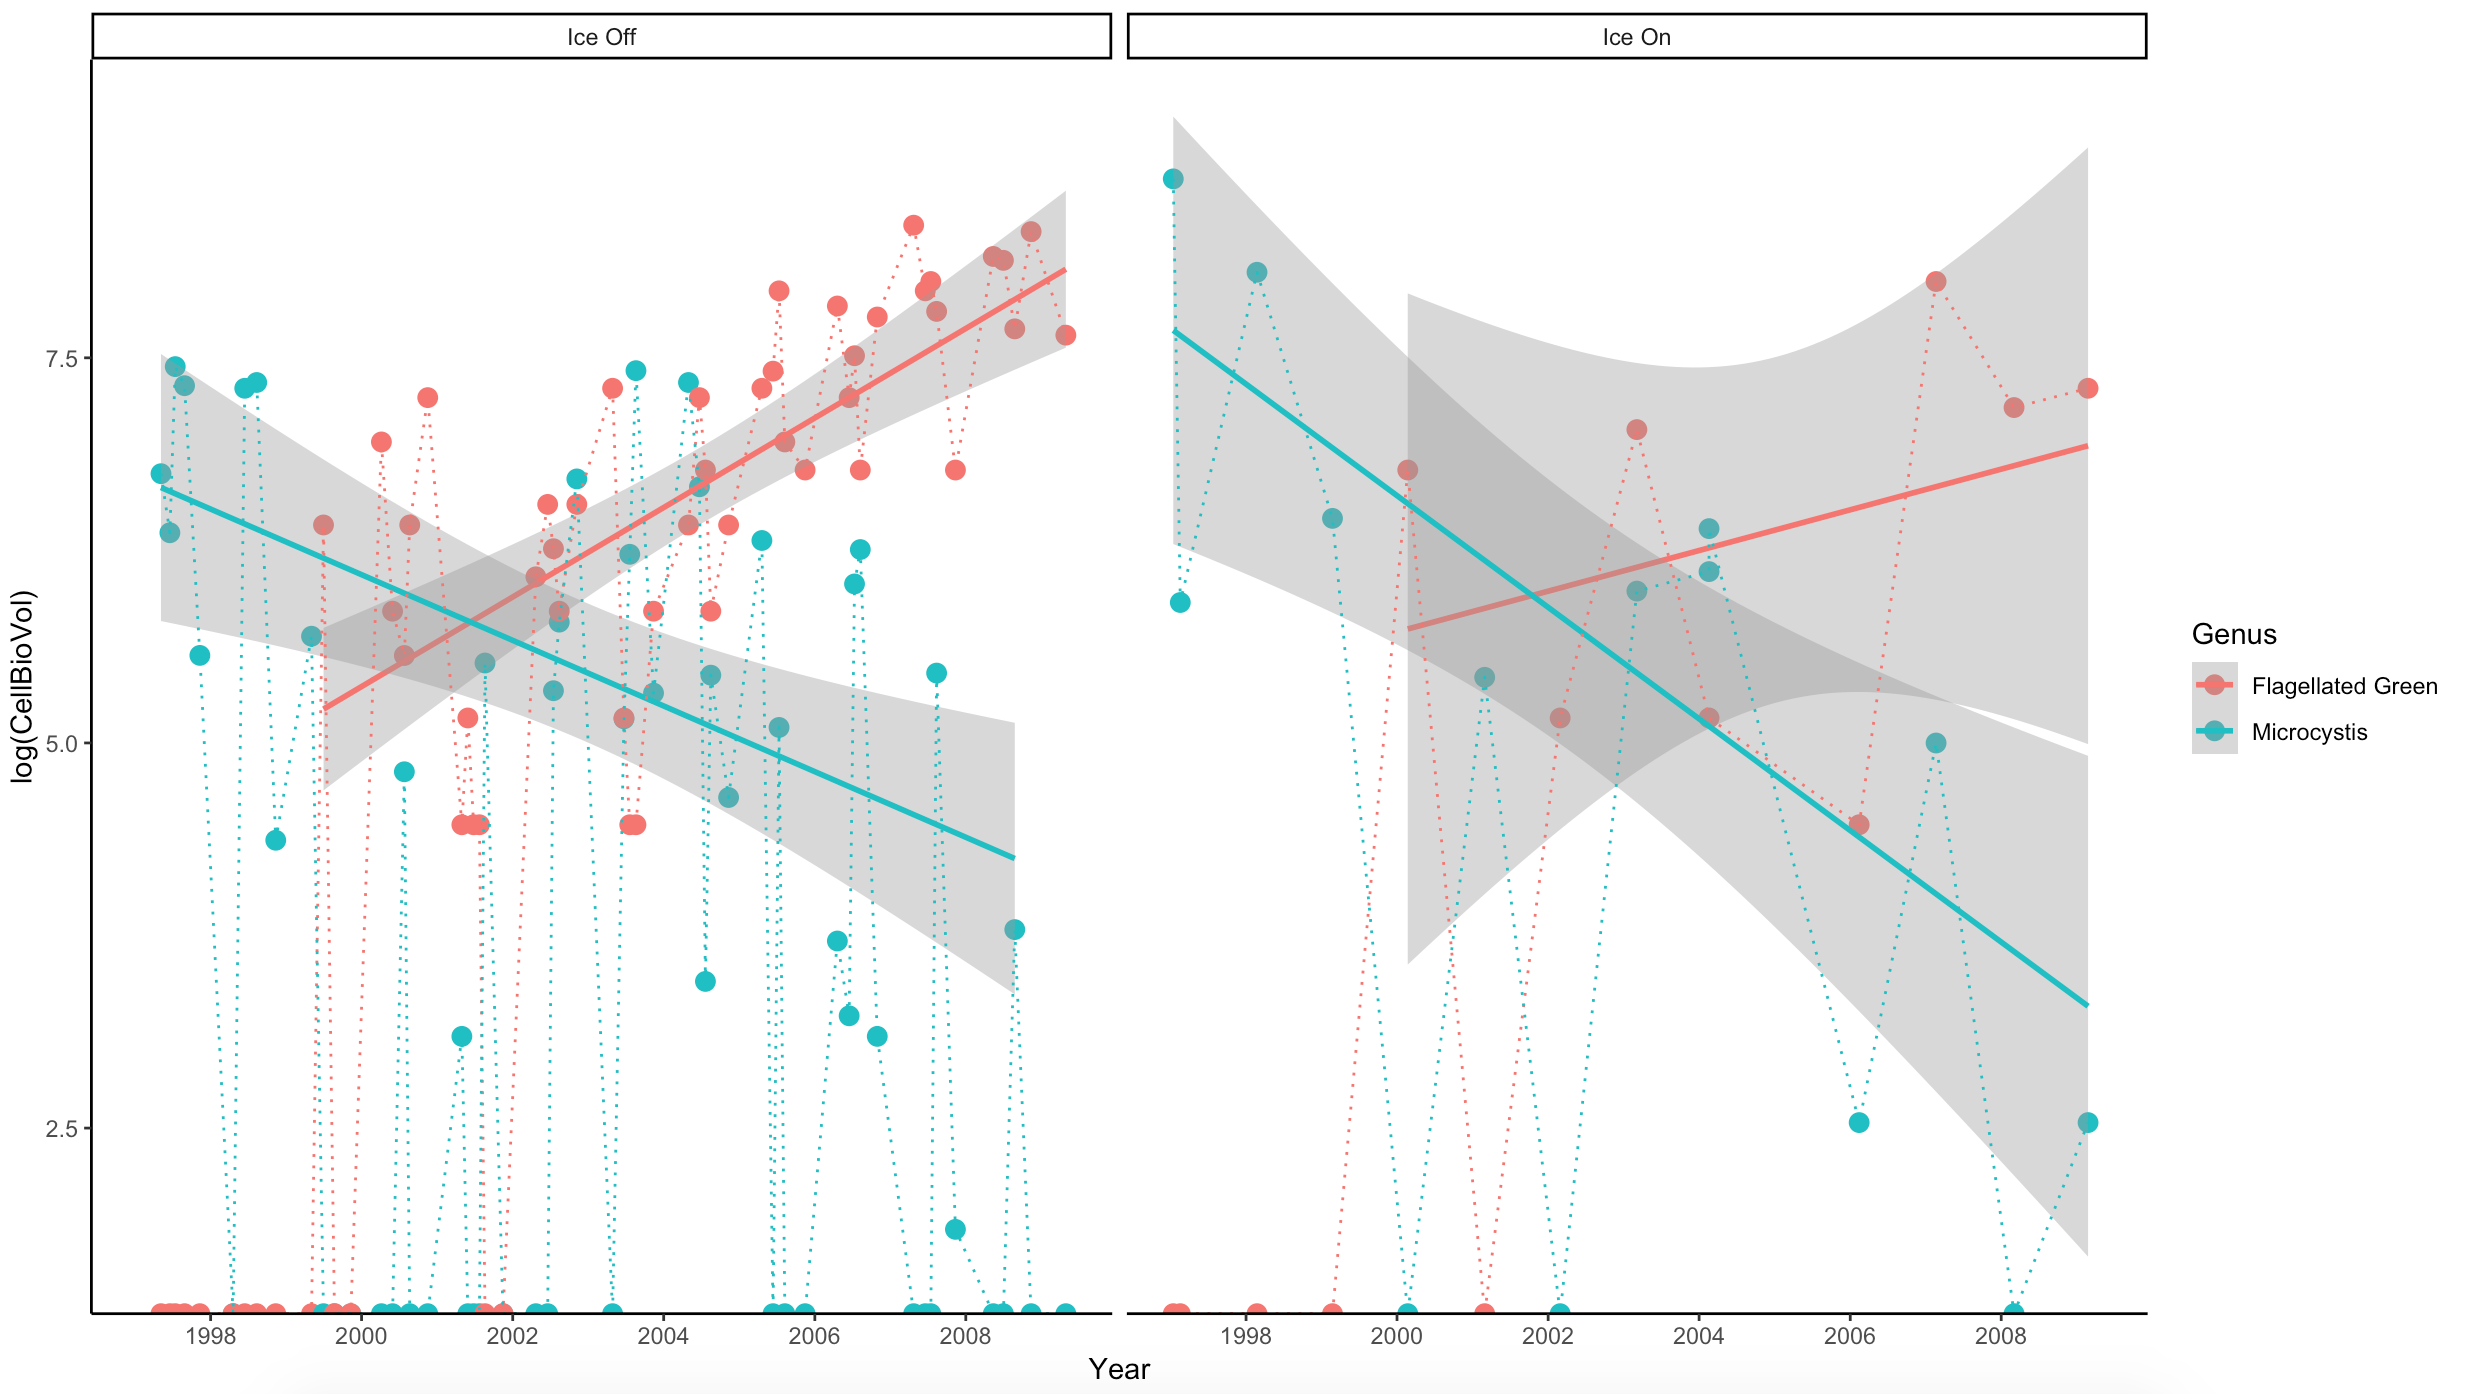 Ice Off
Ice On
7.5
5.0
2.5
log(CellBioVol)
1998 2000 2002 2004 2006 2008
1998 2000 2002 2004 2006 2008
Year
Genus
Flagellated Green
Microcystis